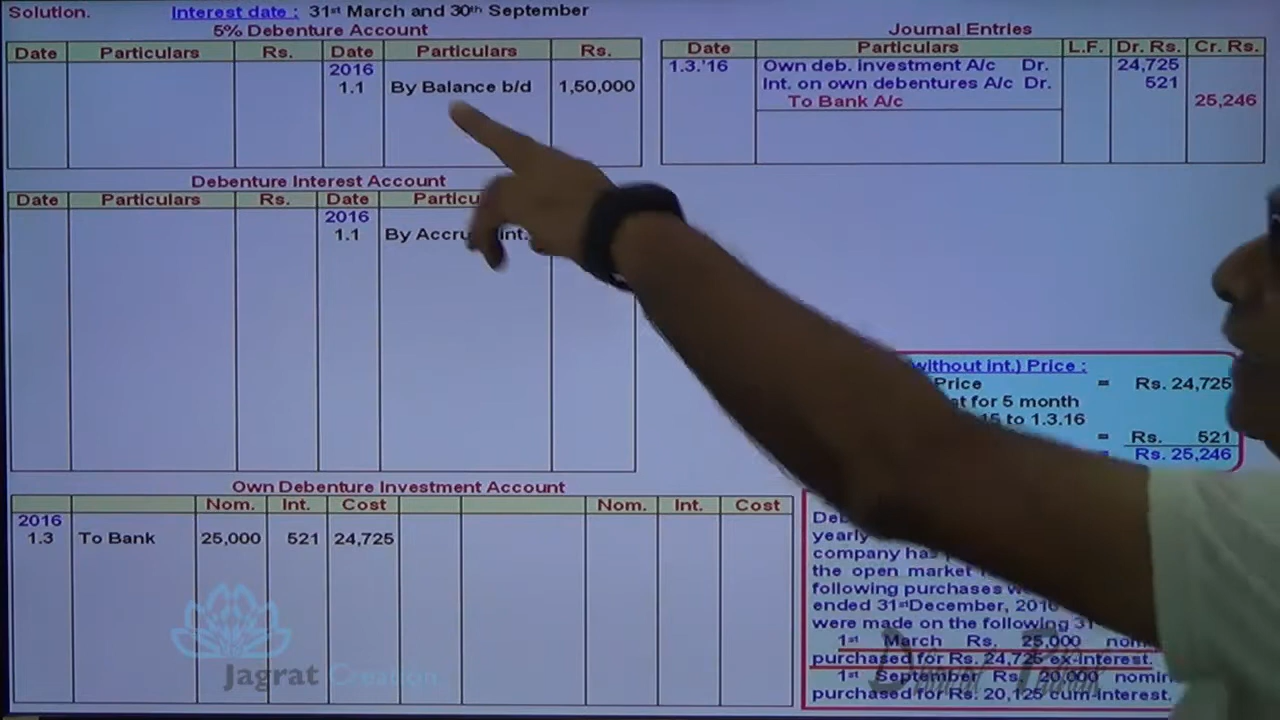 Solution. Interest date : 31st March and 30th September
5% Debenture Account
Date Particulars Rs. Date Particulars Rs.
2016
1.1 By Balance b/d 1,50,000
Journal Entries
Date Particulars L.F. Dr. Rs. Cr. Rs.
1.3.'16 Own deb. investment A/c Dr. 24,725
Int. on own debentures A/c Dr. 521
To Bank A/c 25,246
Debenture Interest Account
Date Particulars Rs. Date
2016
1.1 By int.
(without int.) Price :
Price = Rs. 24,725
for 5 month
to 1.3.16
= Rs. 521
= Rs. 25,246
Own Debenture Investment Account
Nom. Int. Cost Nom. Int. Cost
2016
1.3 To Bank 25,000 521 24,725
yearly
company has
the open market
following purchases
ended 31st December, 2016
were made on the following
1st March Rs. 25,000
purchased for Rs. 24,725 ex-Interest.
1st September Rs. 20,000
purchased for Rs. 20,125 cum-interest.
Jagrat Creation